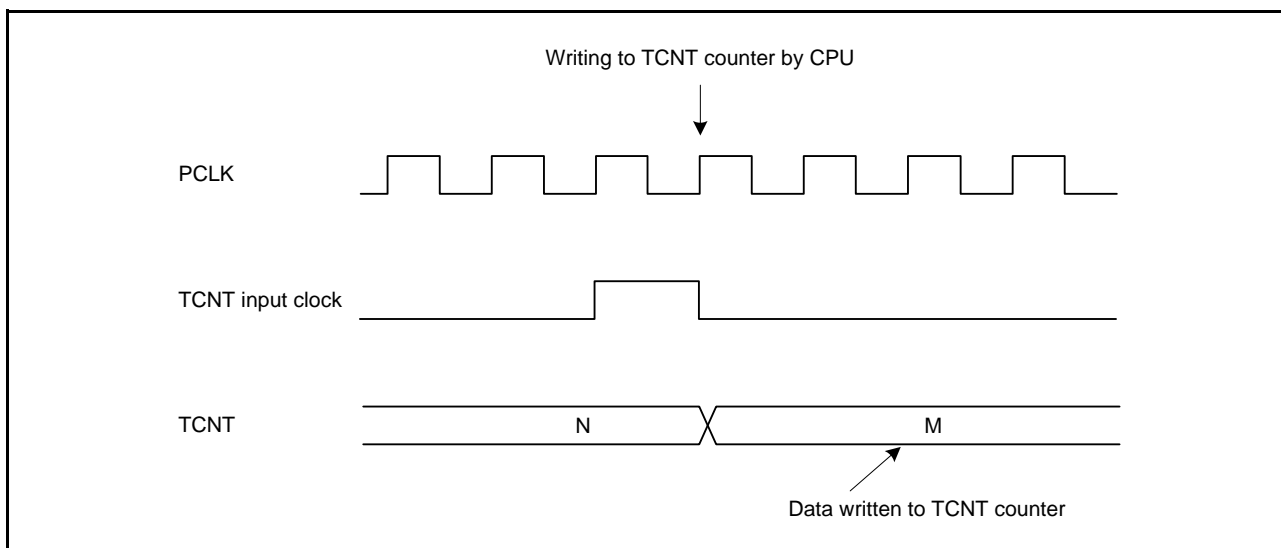 Writing to TCNT counter by CPU
PCLK
TCNT input clock
TCNT
N
M
Data written to TCNT counter